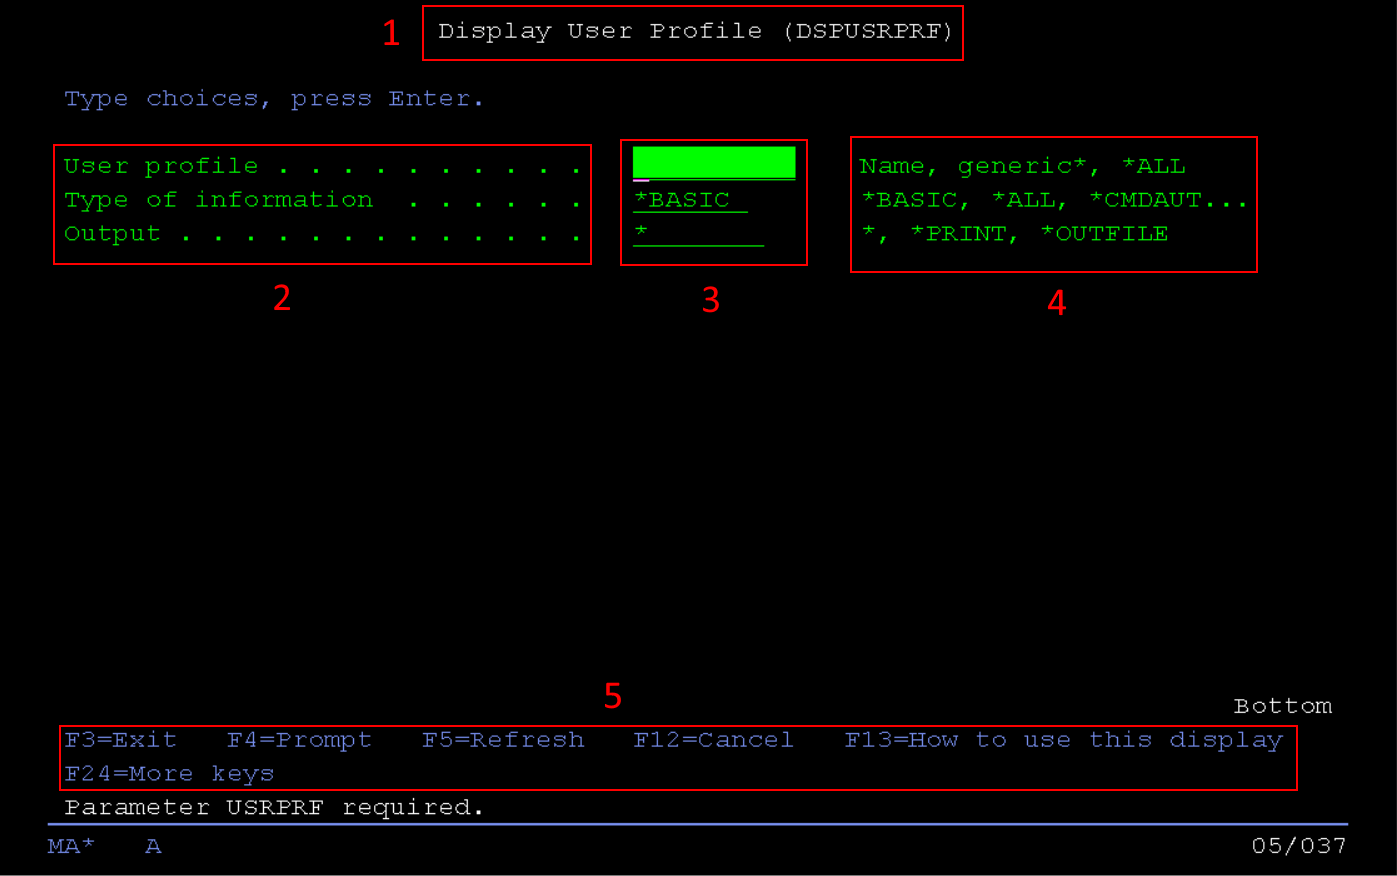 1 Display User Profile (DSPUSRPRF)
Type choices, press Enter.
User profile . . . . . . . . . . Name, generic*, *ALL
Type of information . . . . . . *BASIC *BASIC, *ALL, *CMDAUT...
Output . . . . . . . . . . . . . * *, *PRINT, *OUTFILE
2 3 4
5
Bottom
F3=Exit F4=Prompt F5=Refresh F12=Cancel F13=How to use this display
F24=More keys
Parameter USRPRF required.
MA* A 05/037